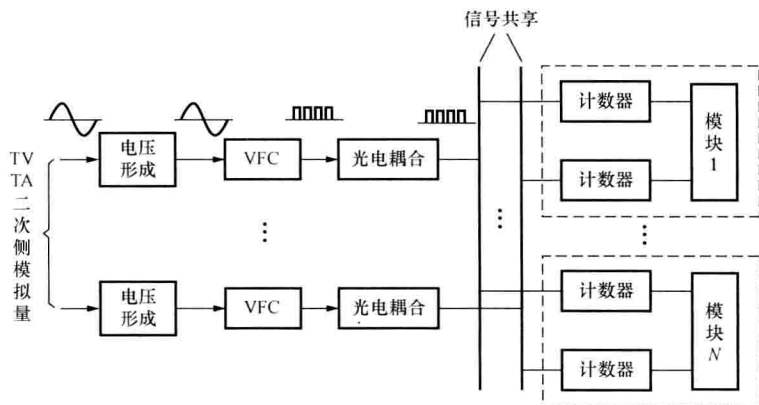 信号共享
TV
TA
二
次
侧
模
拟
量
电压
形成
VFC
光电耦合
计数器
计数器
模
块
1
电压
形成
VFC
光电耦合
计数器
计数器
模
块
N